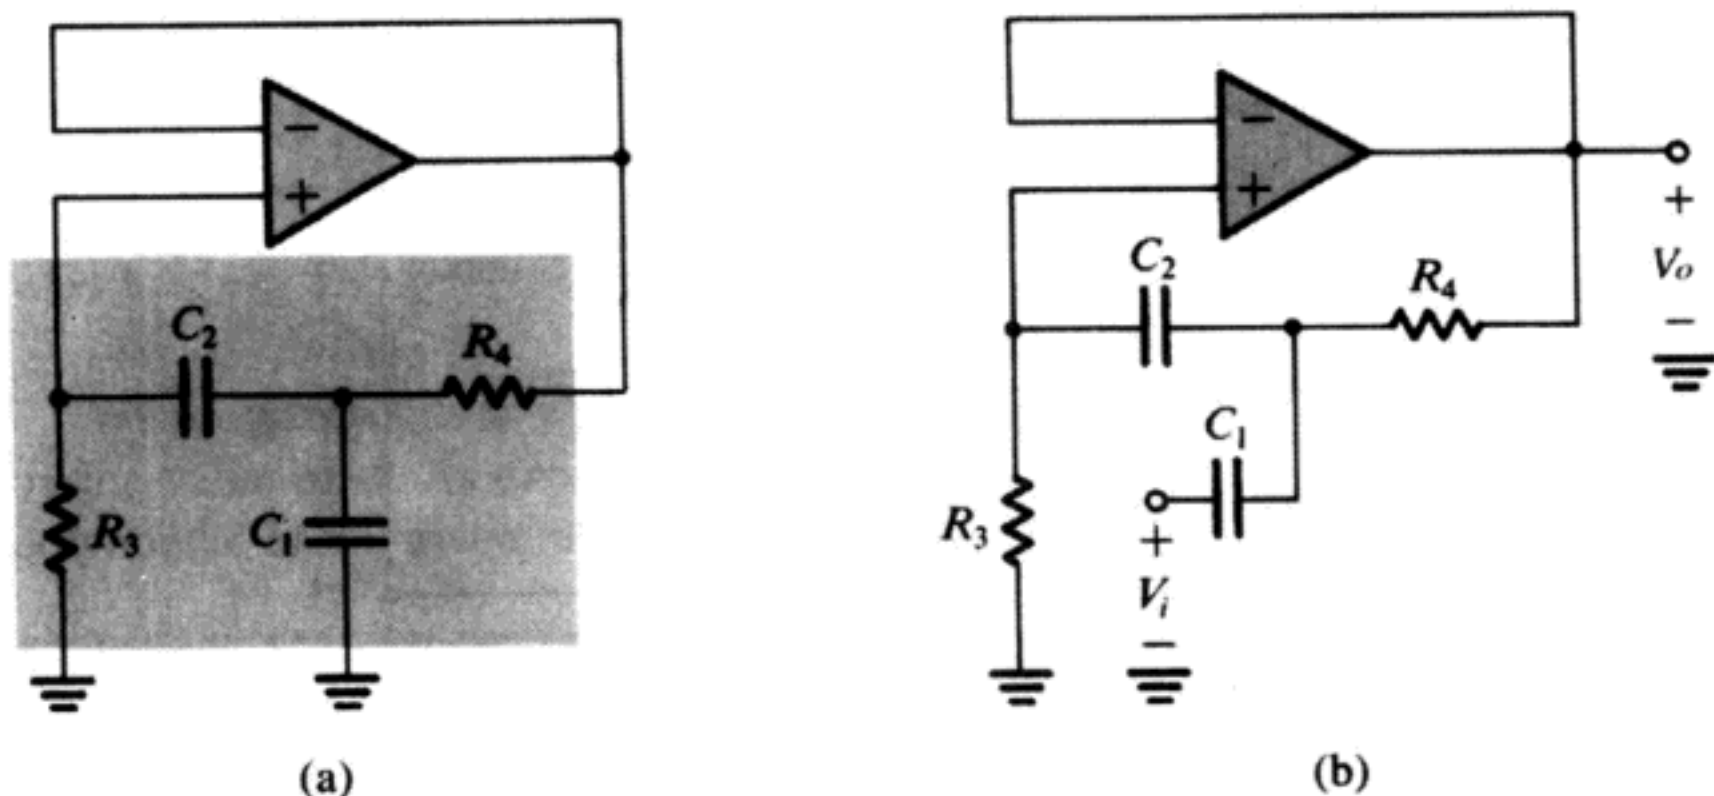 −
+
C₂
R₄
R₃
C₁
(a)
−
+
C₂
R₄
C₁
R₃
+
Vᵢ
−
+
Vₒ
−
(b)